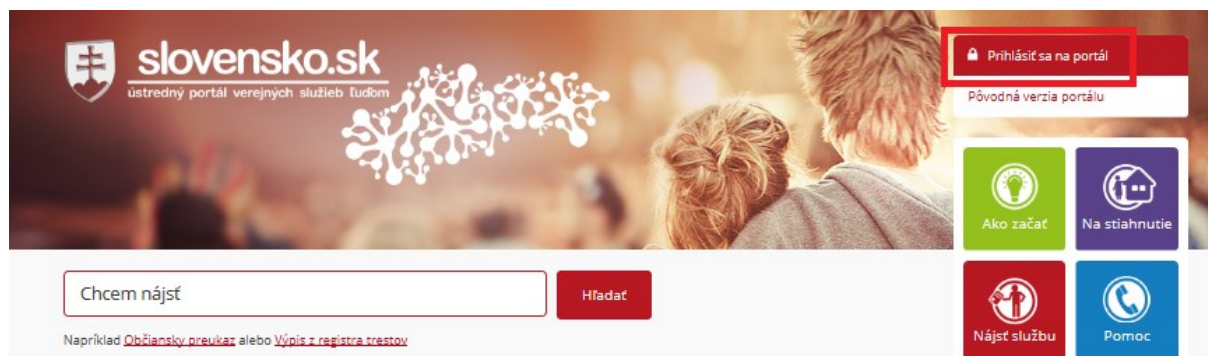 slovensko.sk
ústredný portál verejných služieb ľuďom
Prihlásiť sa na portál
Pôvodná verzia portálu
Ako začať
Na stiahnutie
Chcem nájsť
Hľadať
Nájsť službu
Pomoc
Napríklad Občiansky preukaz alebo Výpis z registra trestov